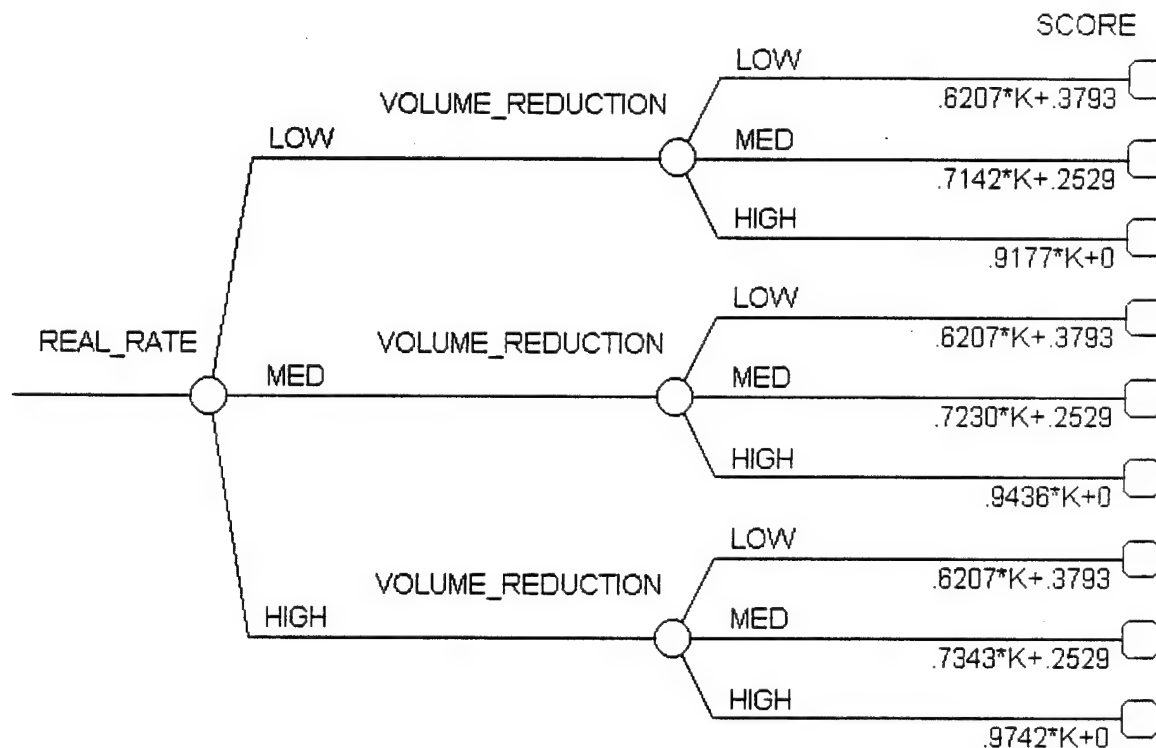 SCORE
LOW
.6207*K+.3793
VOLUME_REDUCTION
LOW
MED
.7142*K+.2529
HIGH
.9177*K+0
LOW
.6207*K+.3793
REAL_RATE
VOLUME_REDUCTION
MED
MED
.7230*K+.2529
HIGH
.9436*K+0
LOW
.6207*K+.3793
VOLUME_REDUCTION
HIGH
MED
.7343*K+.2529
HIGH
.9742*K+0